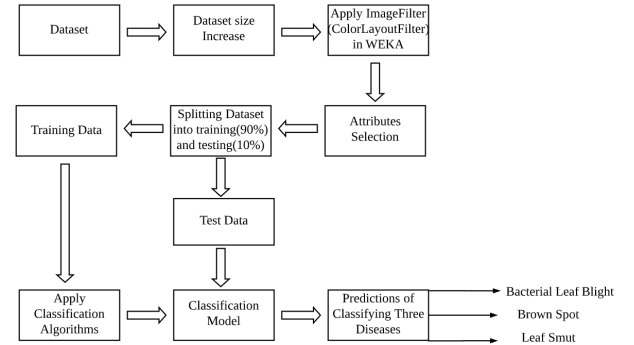 Dataset
Dataset size
Increase
Apply ImageFilter
(ColorLayoutFilter)
in WEKA
Training Data
Splitting Dataset
into training(90%)
and testing(10%)
Attributes
Selection
Test Data
Apply
Classification
Algorithms
Classification
Model
Predictions of
Classifying Three
Diseases
Bacterial Leaf Blight
Brown Spot
Leaf Smut